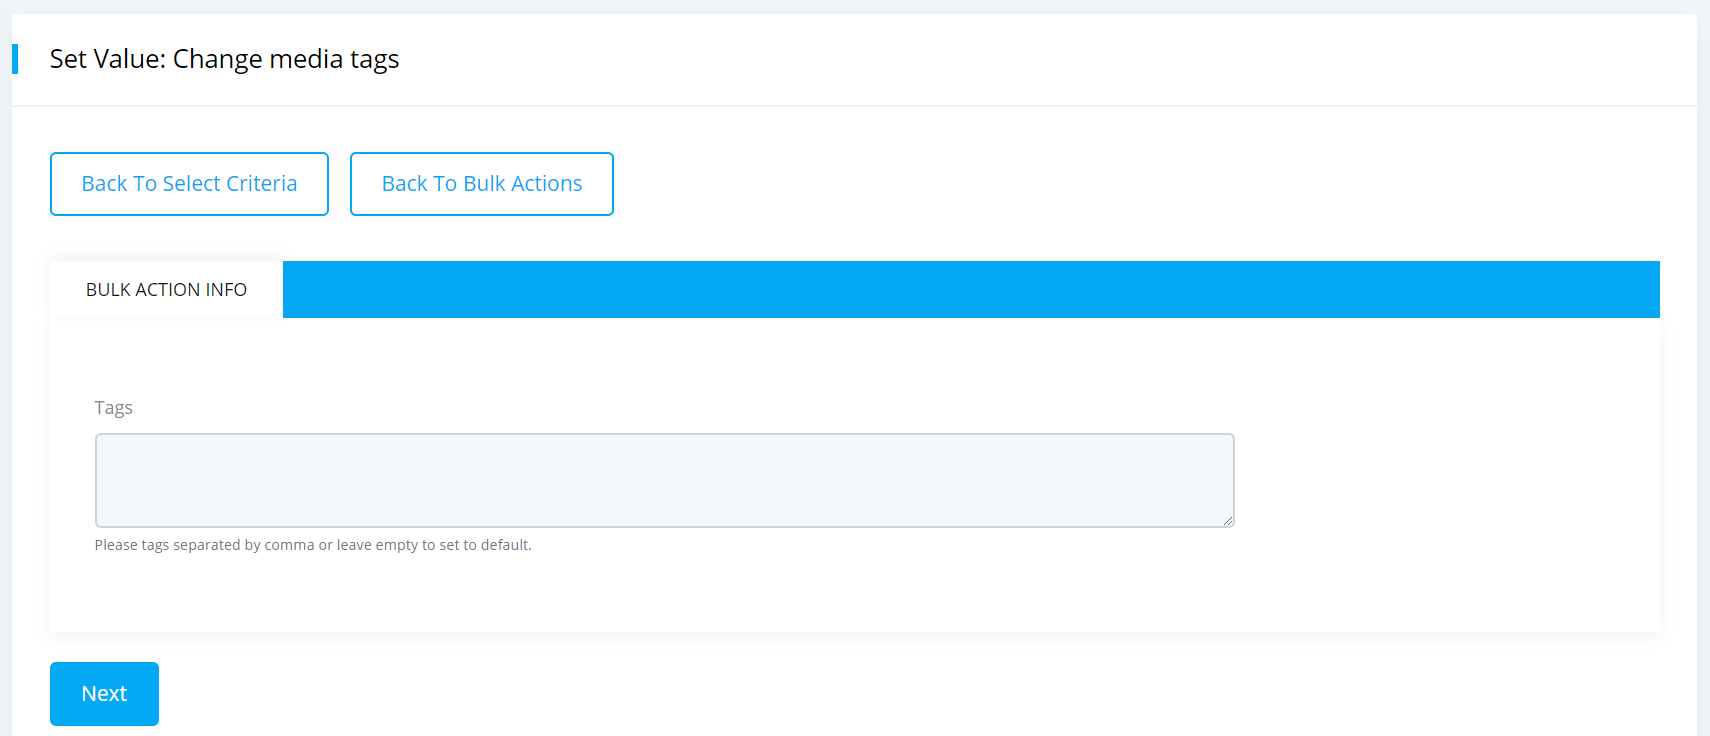 Set Value: Change media tags
Back To Select Criteria
Back To Bulk Actions
BULK ACTION INFO
Tags
Please tags separated by comma or leave empty to set to default.
Next